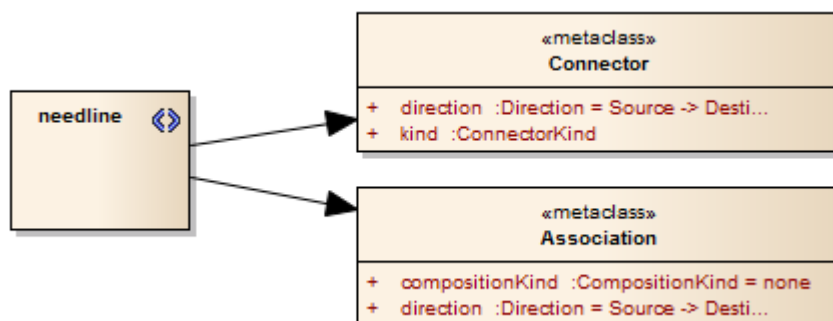 «metaclass»
Connector
+ direction :Direction = Source -> Desti...
+ kind :ConnectorKind
needline
«metaclass»
Association
+ compositionKind :CompositionKind = none
+ direction :Direction = Source -> Desti...